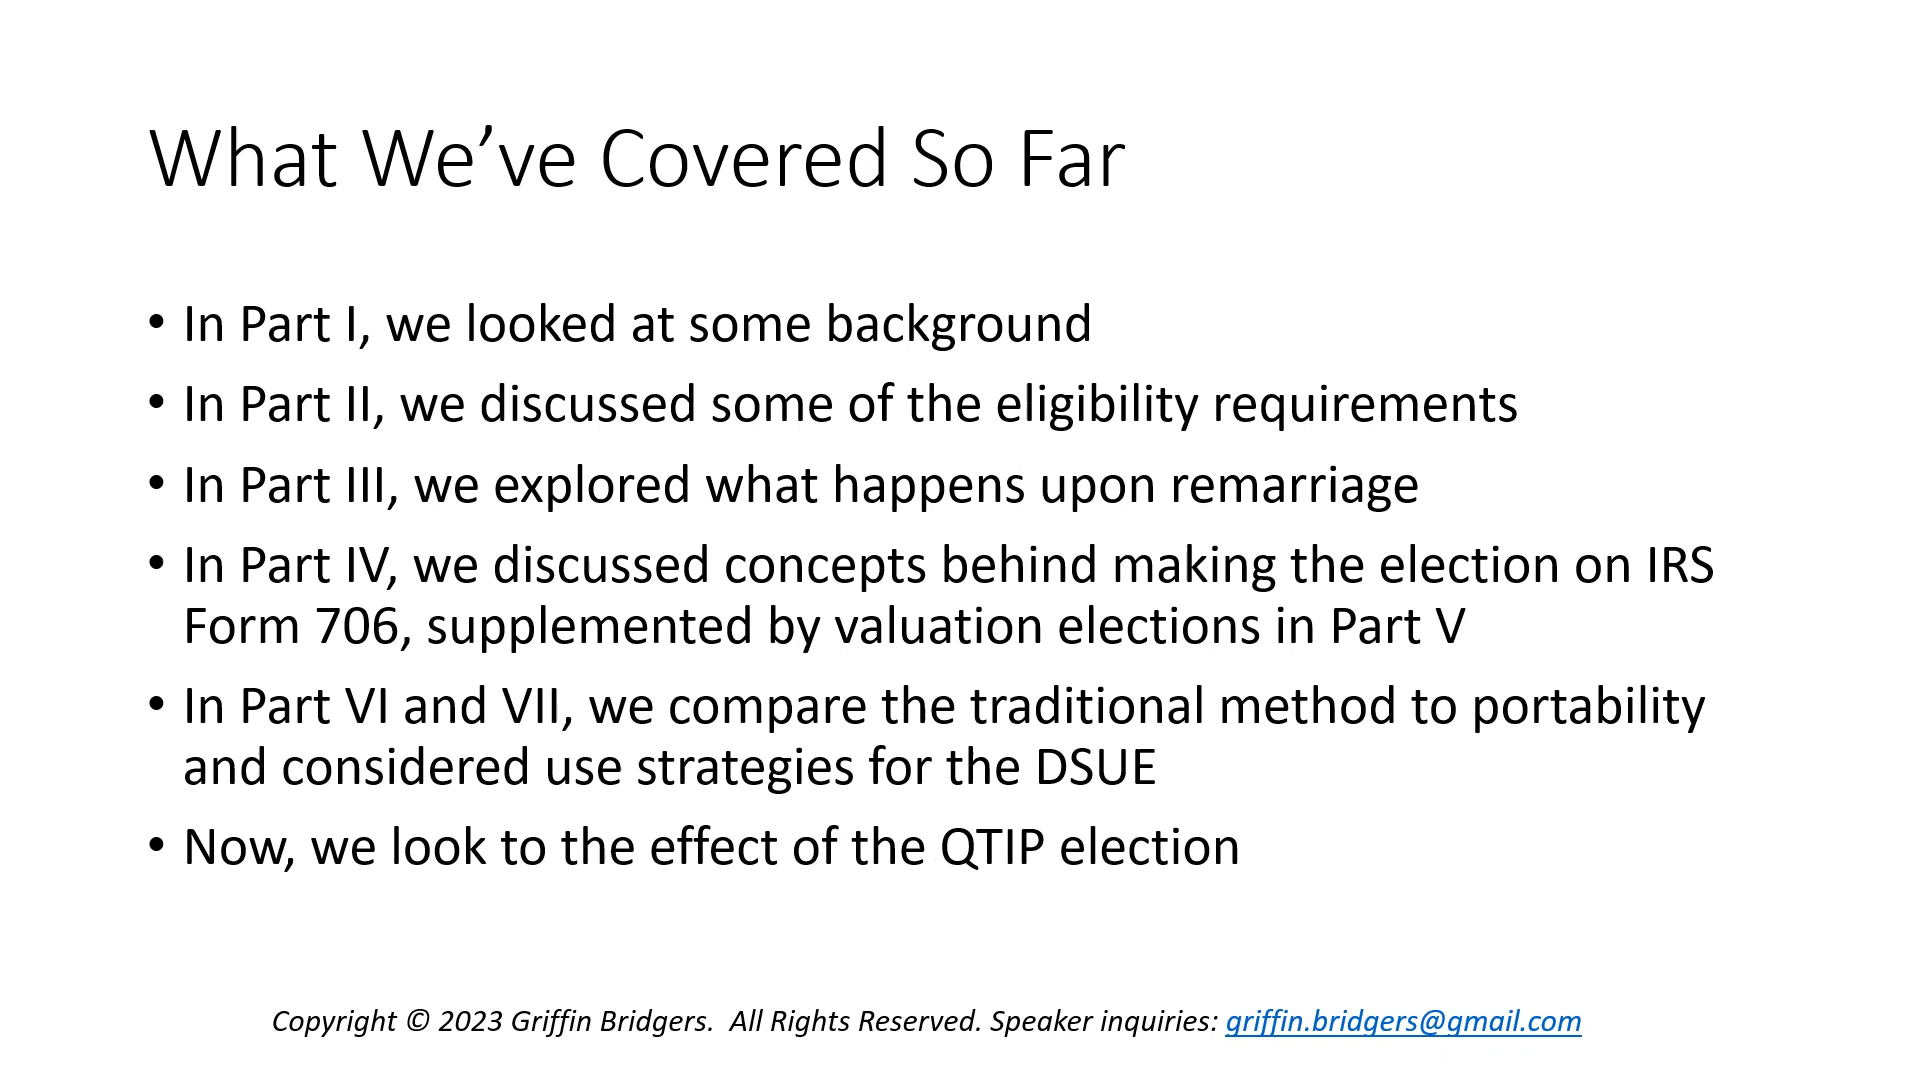 What We’ve Covered So Far
• In Part I, we looked at some background
• In Part II, we discussed some of the eligibility requirements
• In Part III, we explored what happens upon remarriage
• In Part IV, we discussed concepts behind making the election on IRS
Form 706, supplemented by valuation elections in Part V
• In Part VI and VII, we compare the traditional method to portability
and considered use strategies for the DSUE
• Now, we look to the effect of the QTIP election
Copyright © 2023 Griffin Bridgers.  All Rights Reserved. Speaker inquiries: griffin.bridgers@gmail.com